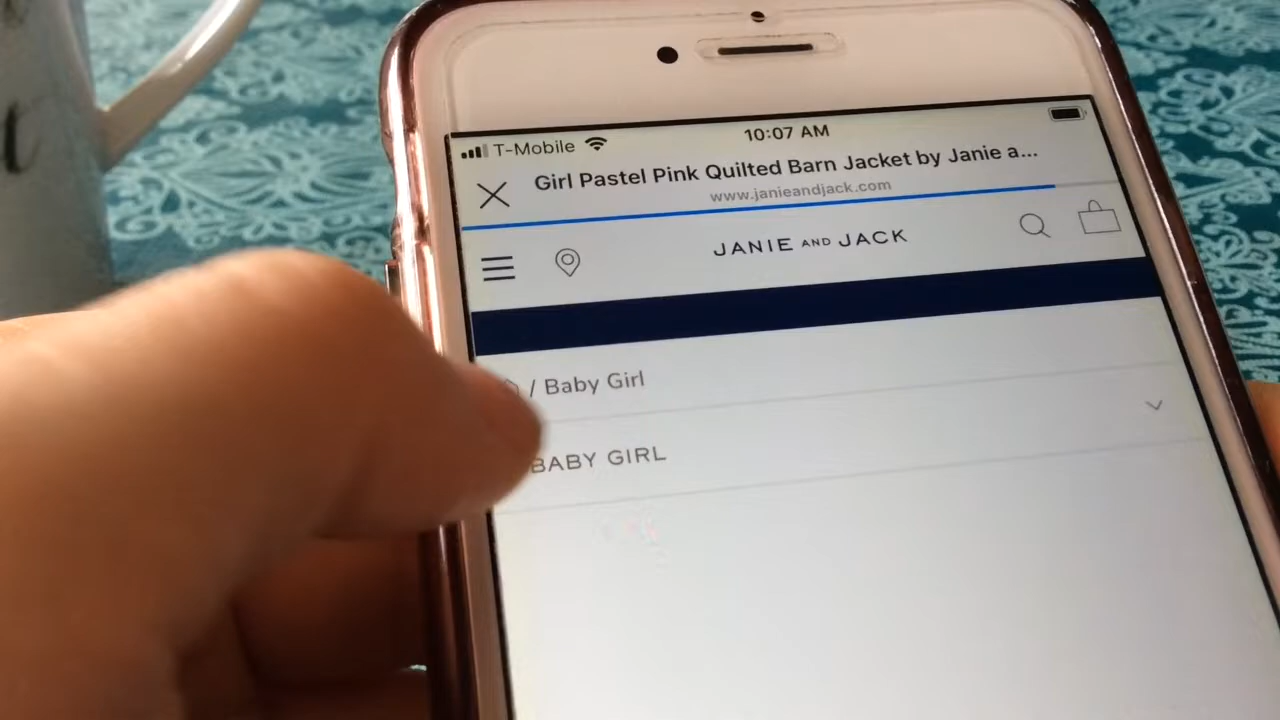 T-Mobile 10:07 AM
Girl Pastel Pink Quilted Barn Jacket by Janie a...
www.janieandjack.com
JANIE AND JACK
/ Baby Girl
BABY GIRL